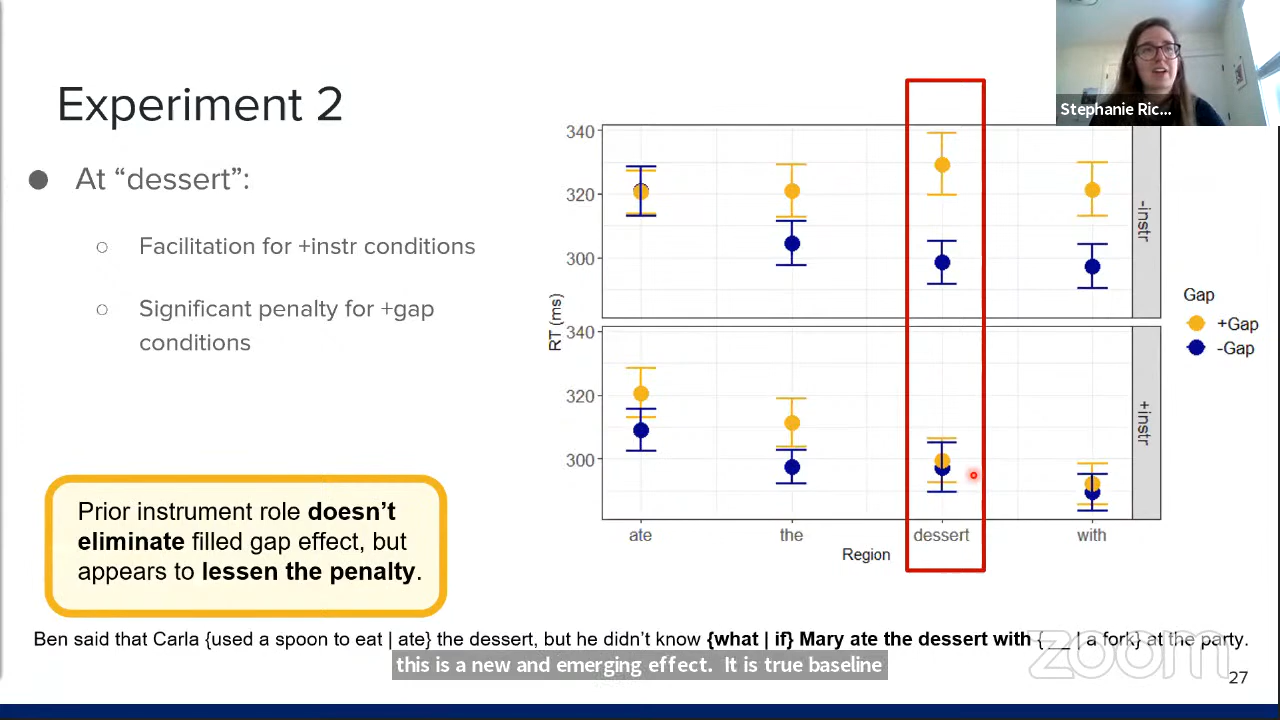 Stephanie Ric...
Experiment 2
At “dessert”:
Facilitation for +instr conditions
Significant penalty for +gap
conditions
Prior instrument role doesn’t
eliminate filled gap effect, but
appears to lessen the penalty.
340
320
300
-instr
340
320
300
+instr
RT (ms)
ate the dessert with
Region
Gap
+Gap
-Gap
Ben said that Carla {used a spoon to eat | ate} the dessert, but he didn’t know {what | if} Mary ate the dessert with {__ | a fork} at the party.
this is a new and emerging effect. It is true baseline
zoom
27